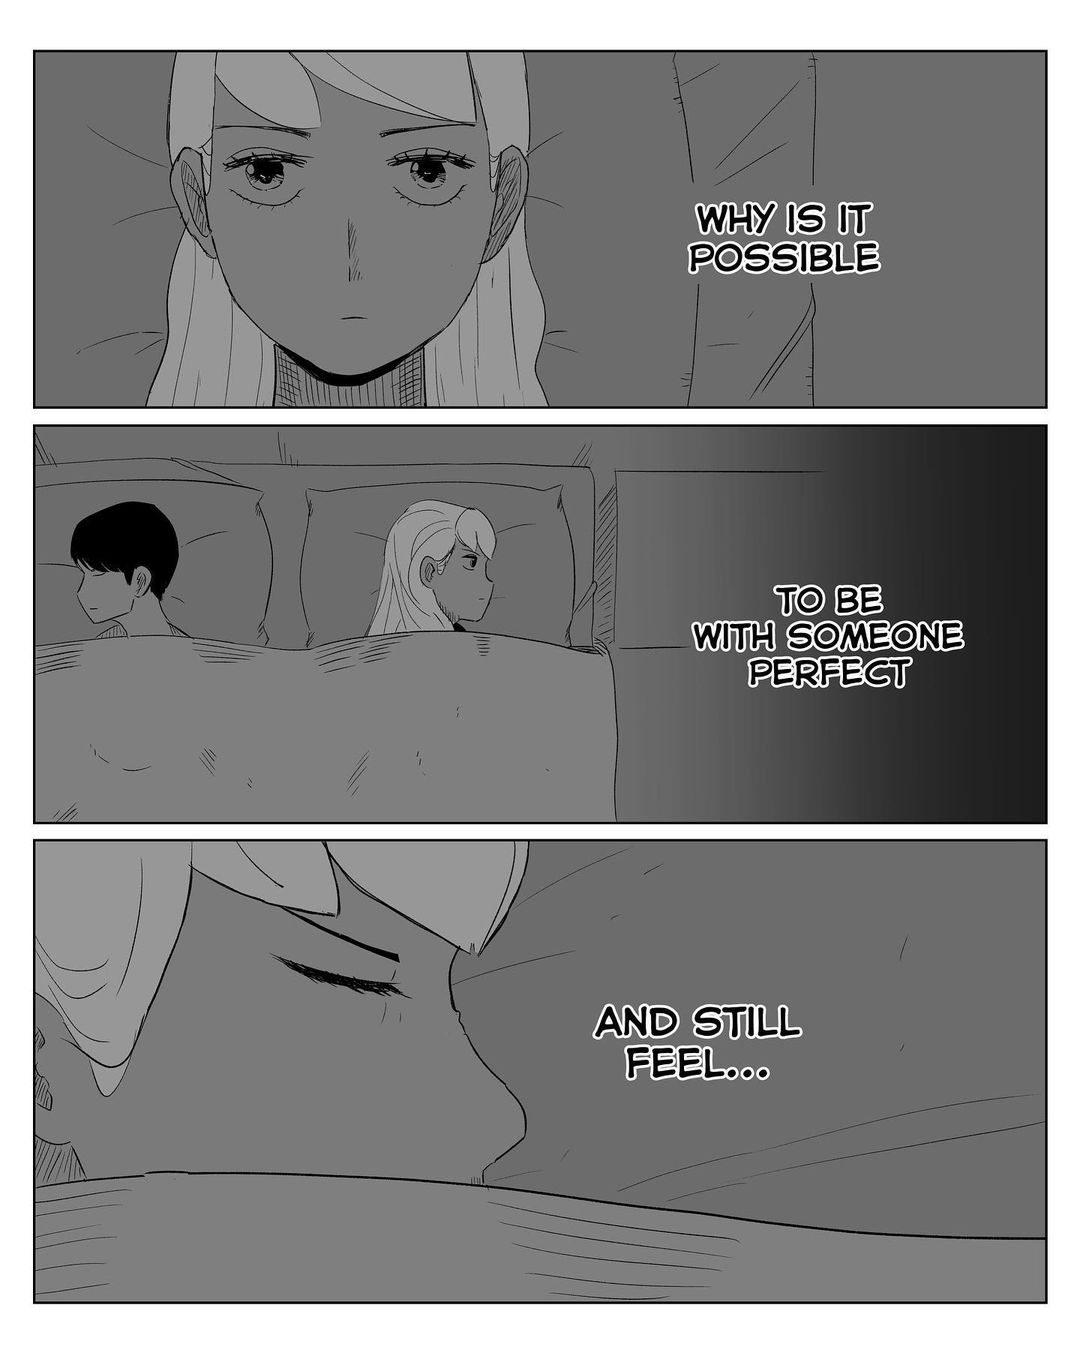 WHY IS IT
POSSIBLE
TO BE
WITH SOMEONE
PERFECT
AND STILL
FEEL...